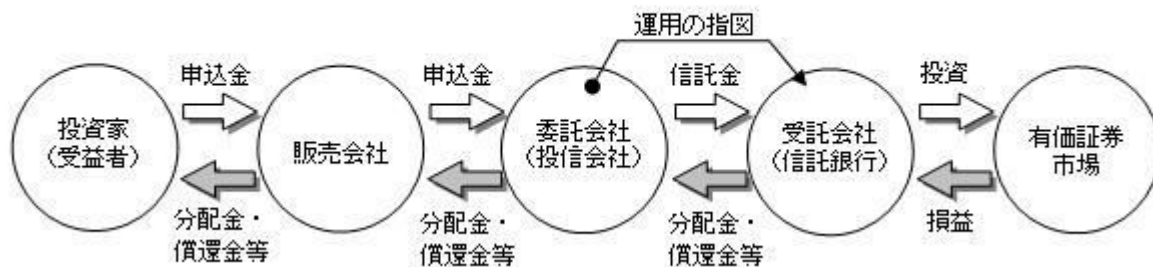 運用の指図
申込金
申込金
信託金
投資
投資家
（受益者）
販売会社
委託会社
（投信会社）
受託会社
（信託銀行）
有価証券
市場
分配金・
償還金等
分配金・
償還金等
分配金・
償還金等
損益